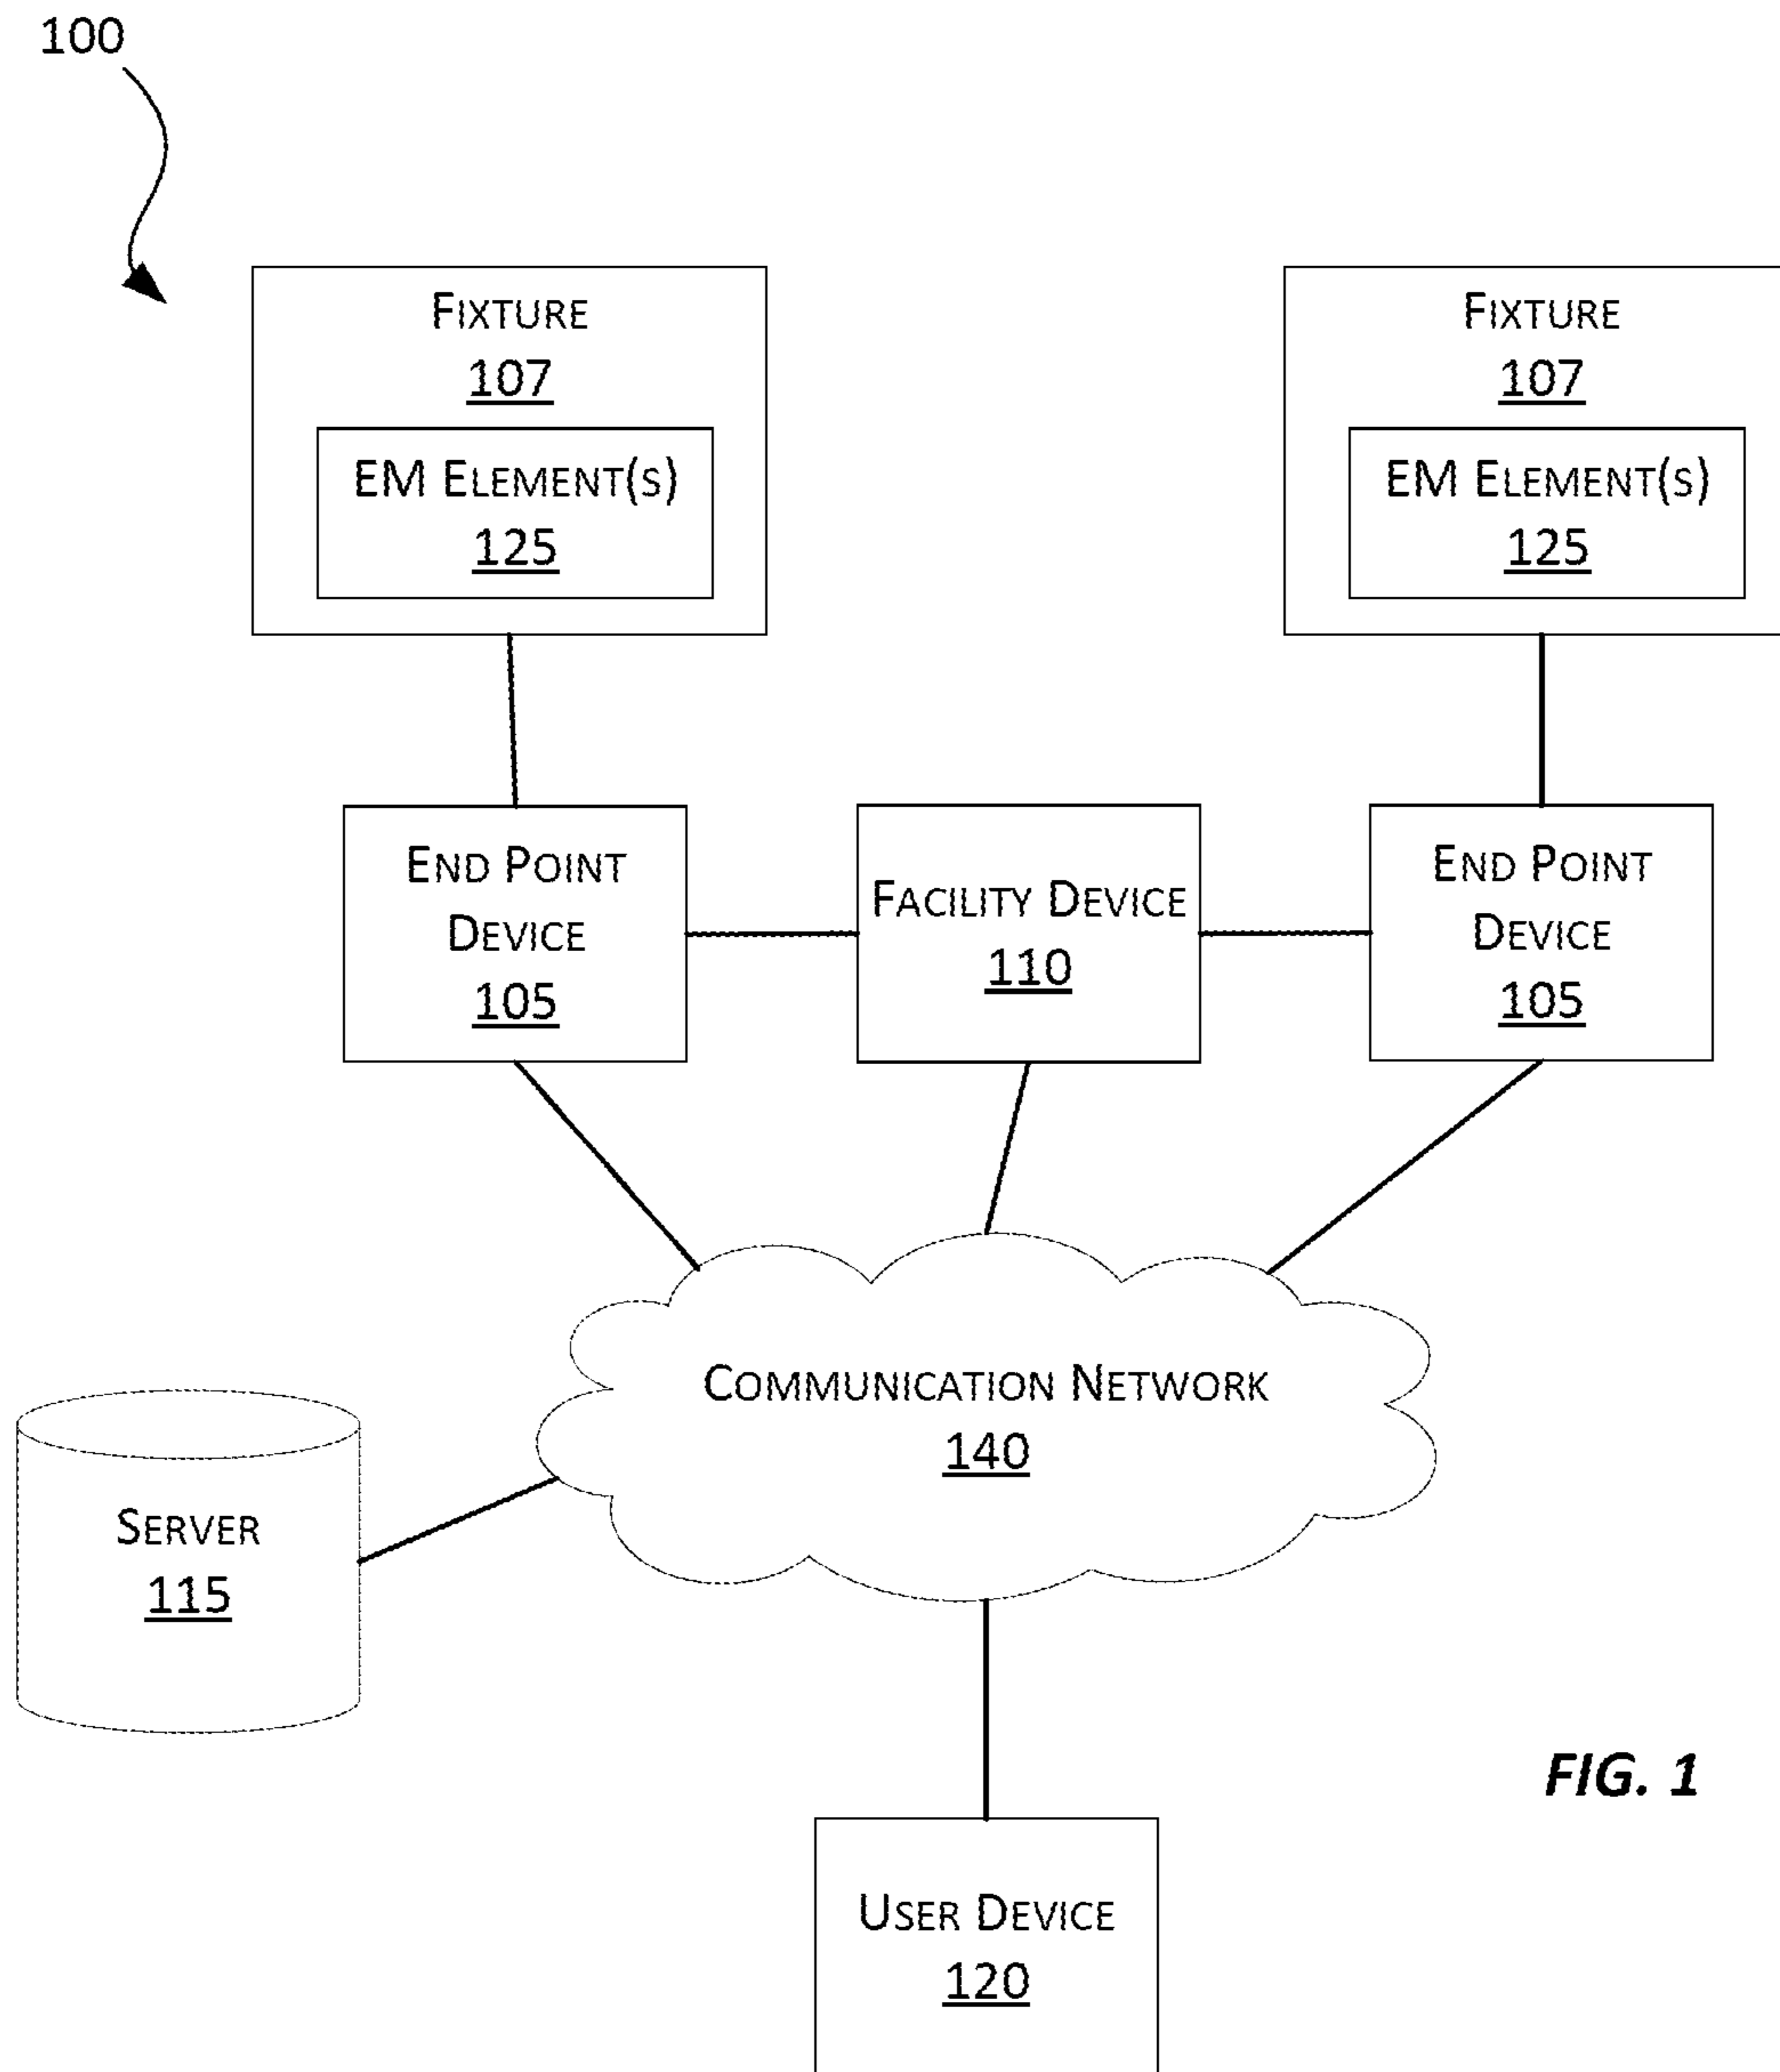 100
FIXTURE
107
EM ELEMENT(S)
125
FIXTURE
107
EM ELEMENT(S)
125
END POINT
DEVICE
105
FACILITY DEVICE
110
END POINT
DEVICE
105
COMMUNICATION NETWORK
140
SERVER
115
FIG. 1
USER DEVICE
120